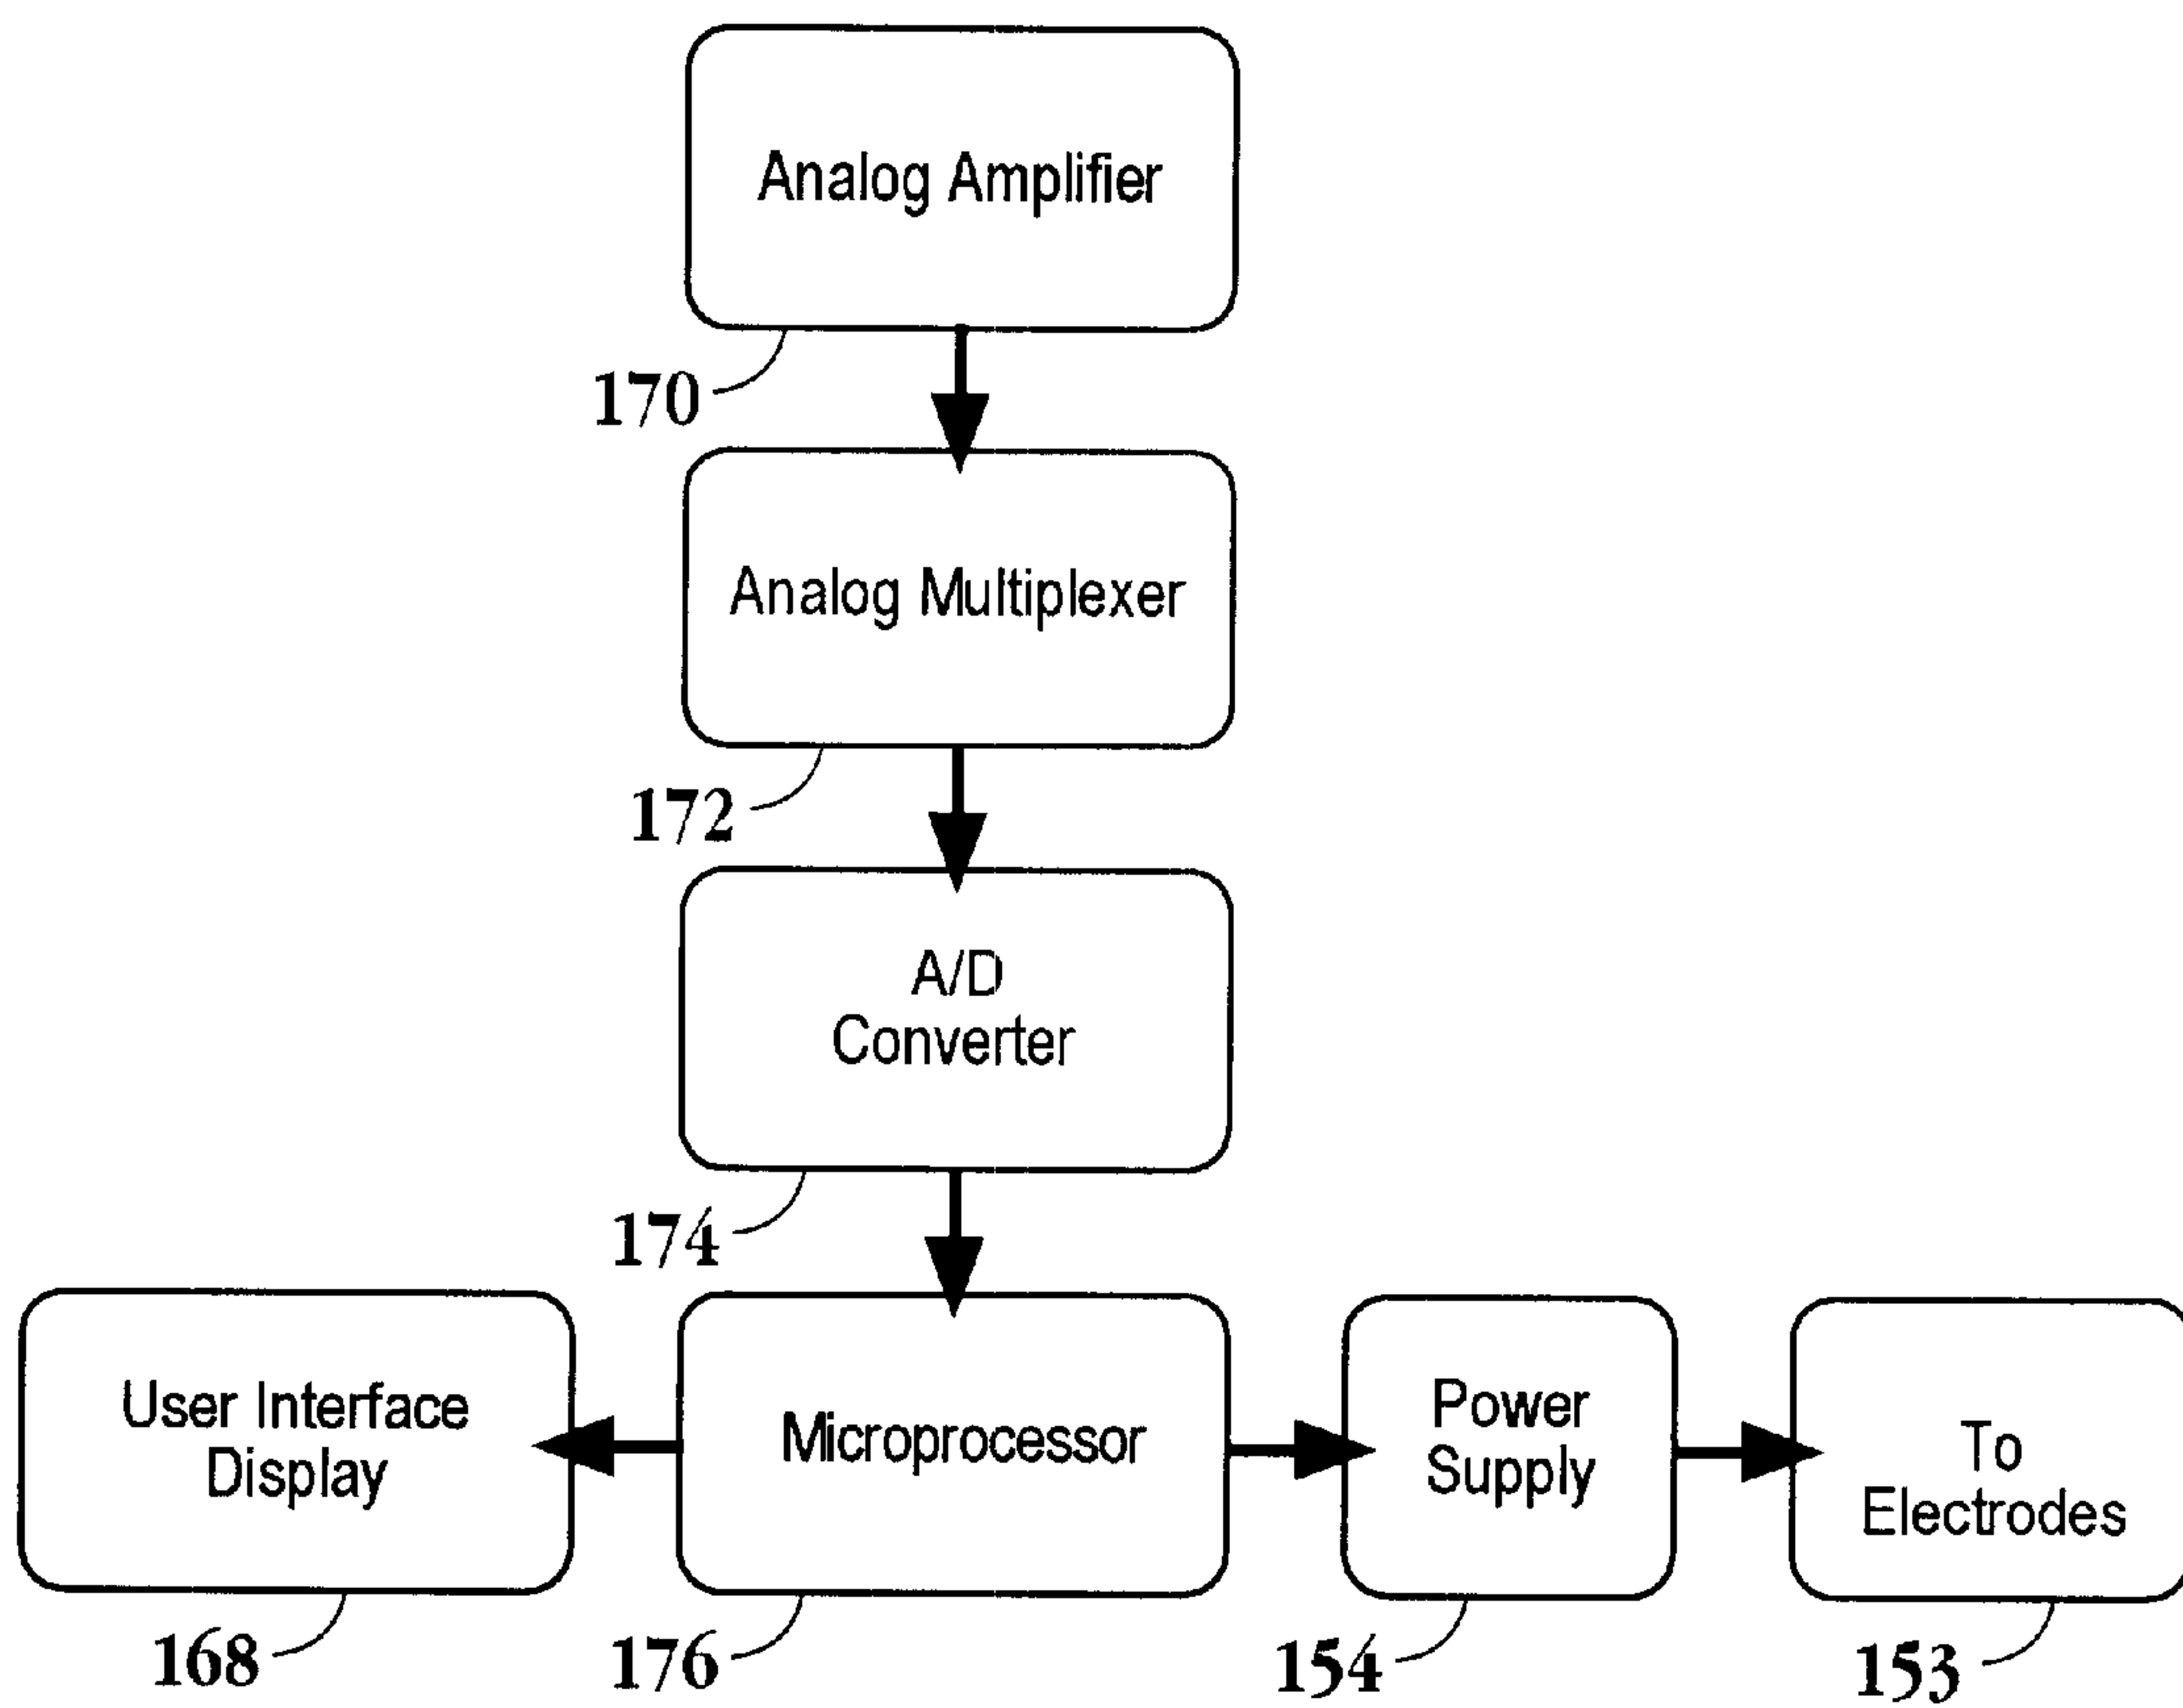 Analog Amplifier
170
Analog Multiplexer
172
A/D
Converter
174
User Interface
Display
168
Microprocessor
176
Power
Supply
154
To
Electrodes
153